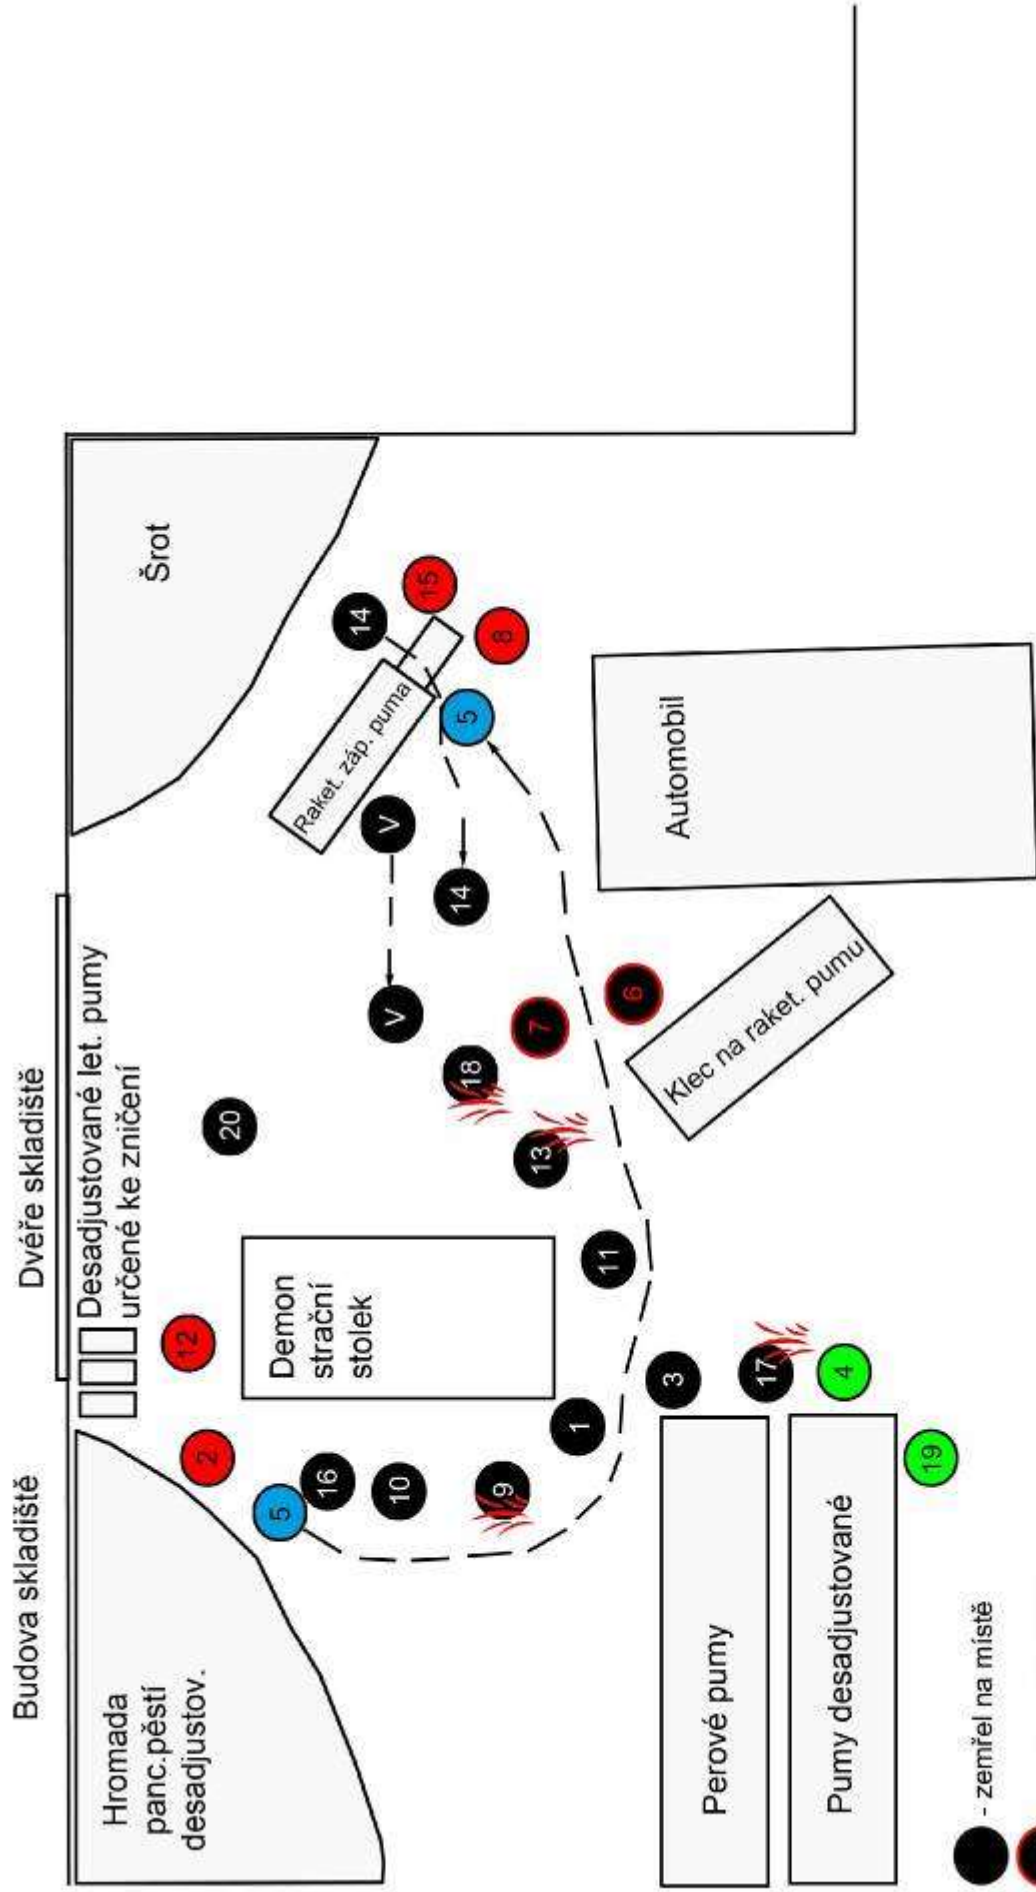 Budova skladiště
Dvéře skladiště
Desadjustované let. pumy
určené ke zničení
Hromada
panc.pěstí
desadjustov.
Šrot
12
2
20
5
Demon
strační
stolek
16
14
Raket. záp. puma
10
V
V
15
14
5
18
9
8
13
7
1
11
6
3
Automobil
Perové pumy
17
Klec na raket. pumu
Pumy desadjustované
4
19
- zemřel na místě